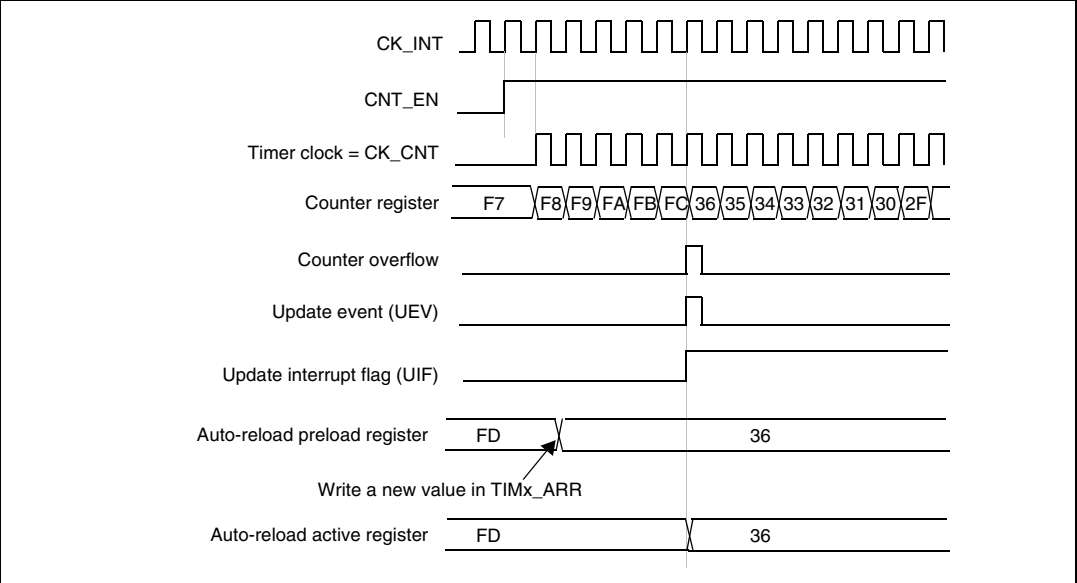 CK_INT
CNT_EN
Timer clock = CK_CNT
Counter register F7 F8 F9 FA FB FC 36 35 34 33 32 31 30 2F
Counter overflow
Update event (UEV)
Update interrupt flag (UIF)
Auto-reload preload register FD 36
Write a new value in TIMx_ARR
Auto-reload active register FD 36